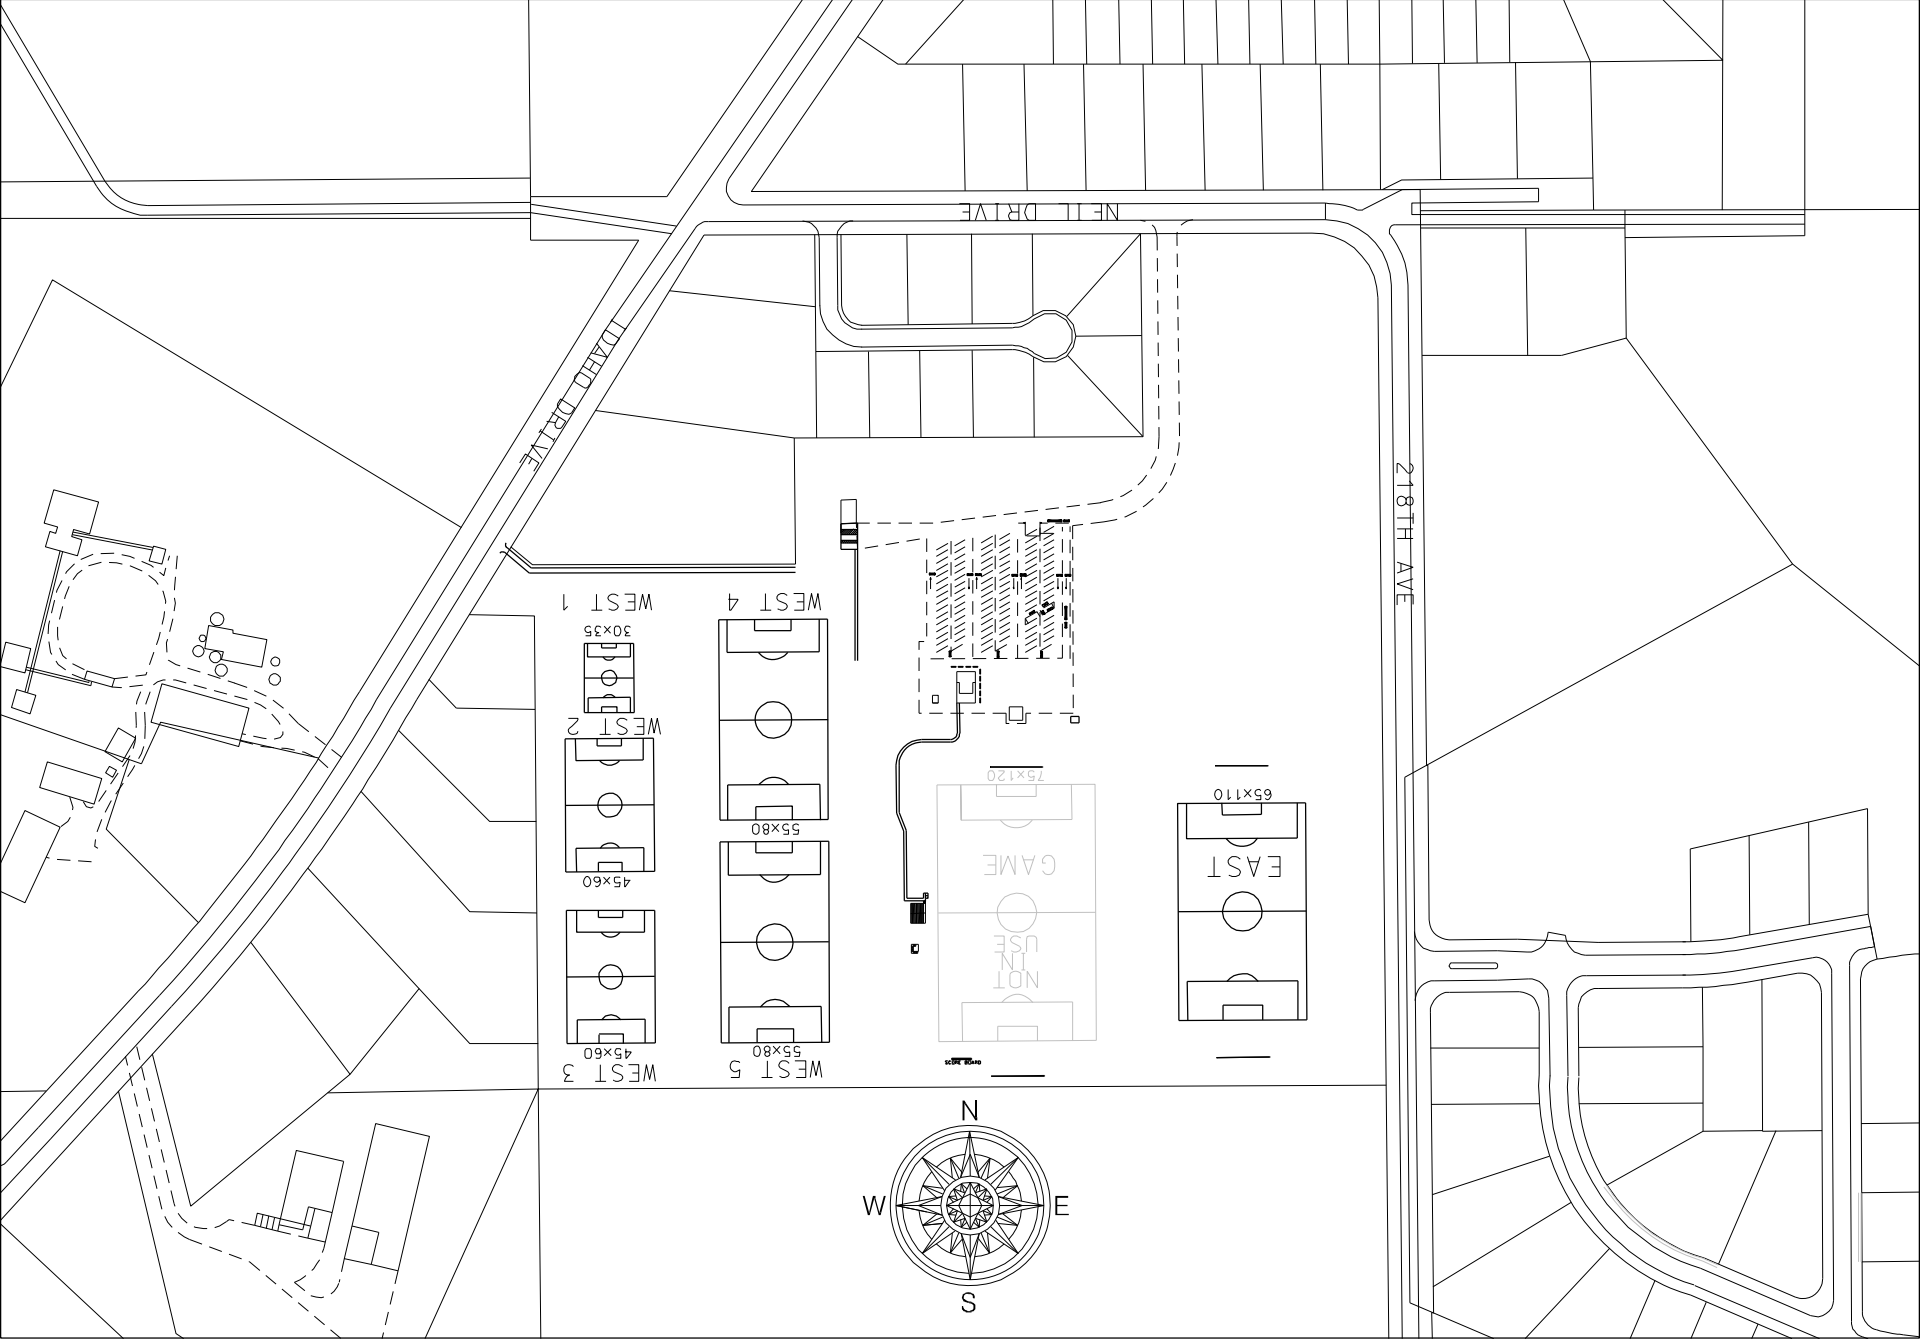 NEIL DRIVE
IDAHO DRIVE
218TH AVE
WEST 1
30x35
WEST 4
WEST 2
75x120
65x110
55x80
GAME
EAST
45x60
NOT
IN
USE
45x60
55x80
WEST 3
WEST 5
SCORE BOARD
N
W
E
S